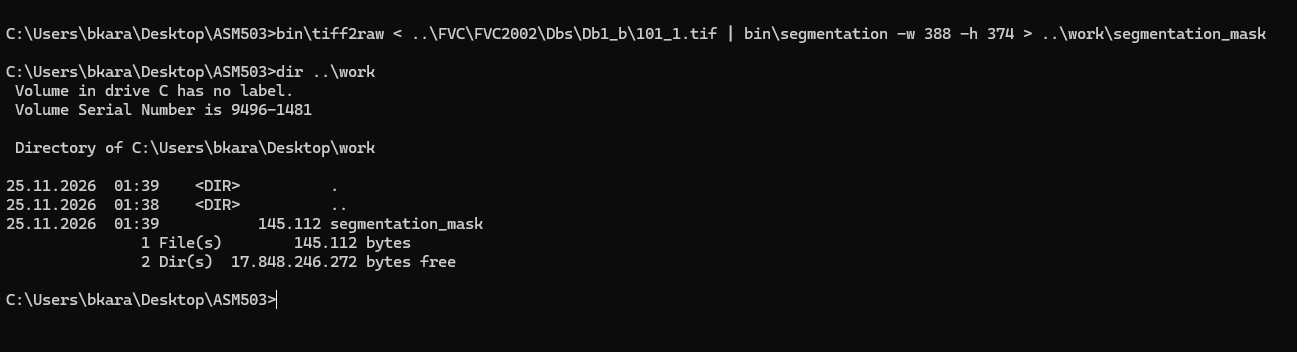 C:\Users\bkara\Desktop\ASM503>bin\tiff2raw < ..\FVC\FVC2002\Dbs\Db1_b\101_1.tif | bin\segmentation -w 388 -h 374 > ..\work\segmentation_mask
C:\Users\bkara\Desktop\ASM503>dir ..\work
 Volume in drive C has no label.
 Volume Serial Number is 9496-1481
 Directory of C:\Users\bkara\Desktop\work
25.11.2026  01:39    <DIR>          .
25.11.2026  01:38    <DIR>          ..
25.11.2026  01:39           145.112 segmentation_mask
               1 File(s)        145.112 bytes
               2 Dir(s)  17.848.246.272 bytes free
C:\Users\bkara\Desktop\ASM503>